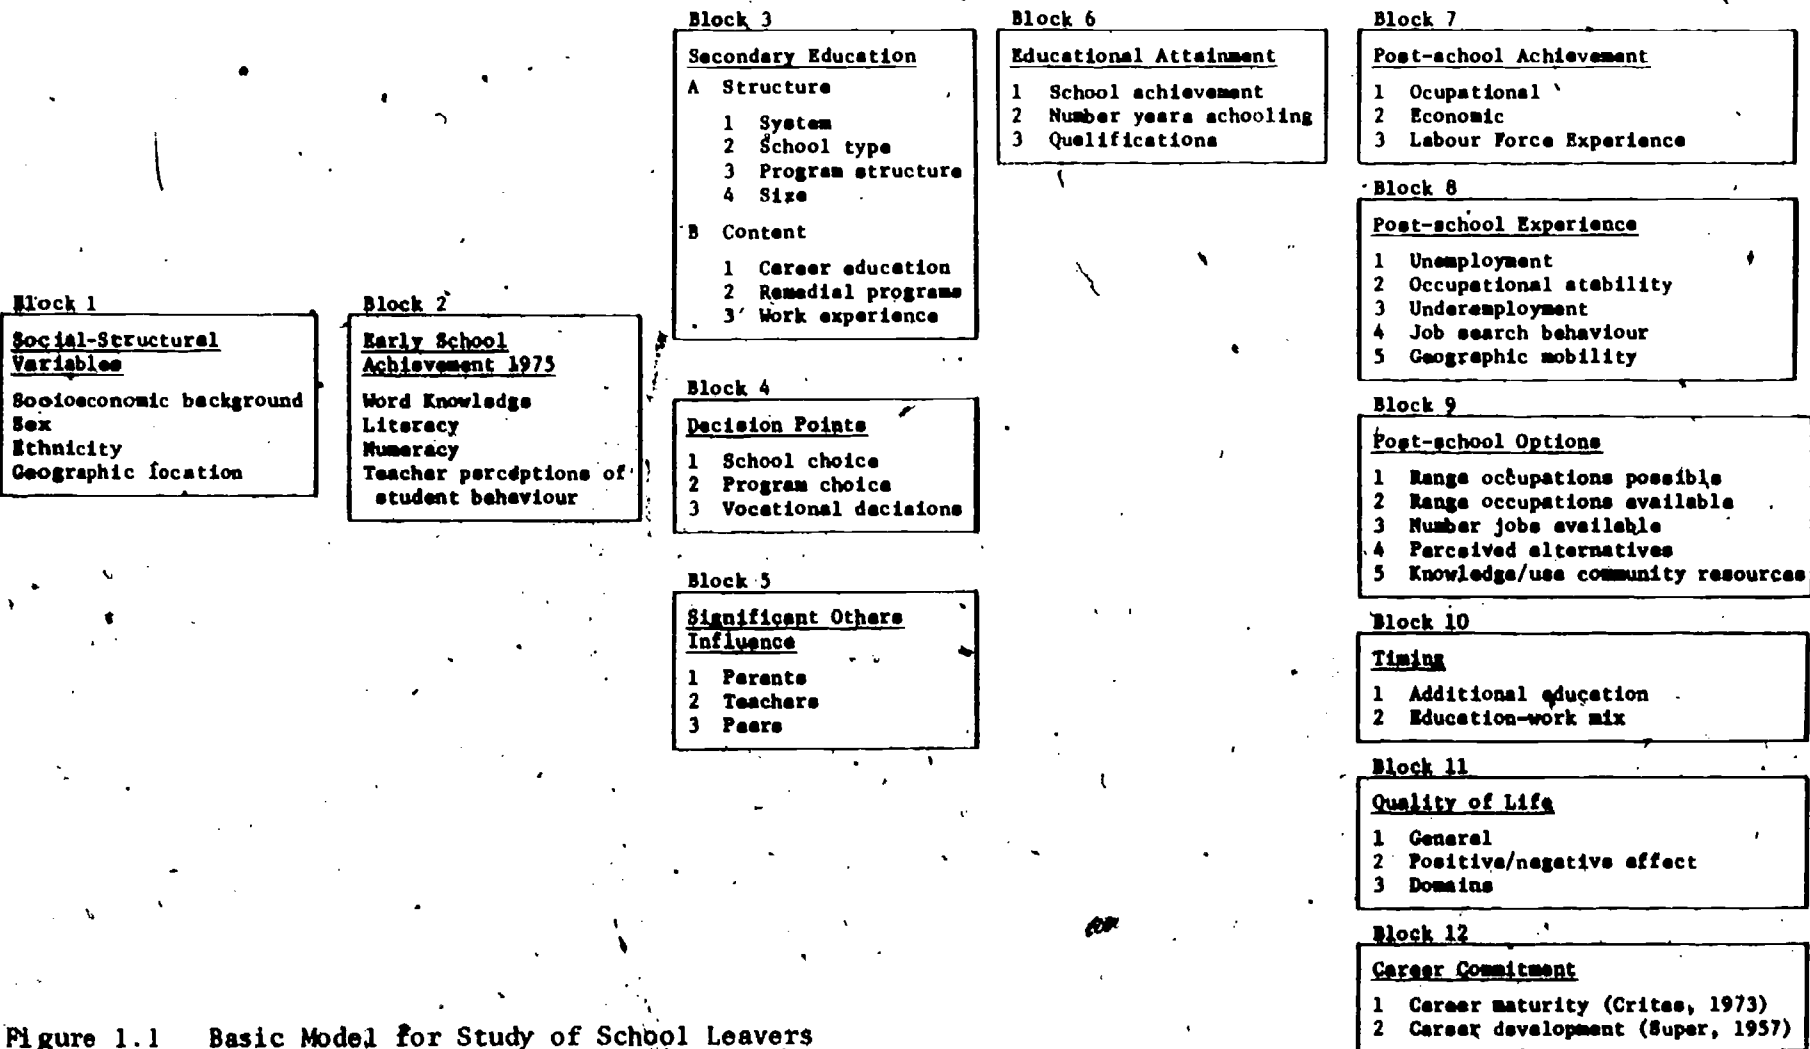 Block 1
Social-Structural
Variables
Socioeconomic background
Sex
Ethnicity
Geographic location
Block 2
Early School
Achievement 1975
Word Knowledge
Literacy
Numeracy
Teacher perceptions of
student behaviour
Block 3
Secondary Education
A Structure
1 System
2 School type
3 Program structure
4 Size
B Content
1 Career education
2 Remedial programs
3 Work experience
Block 4
Decision Points
1 School choice
2 Program choice
3 Vocational decisions
Block 5
Significant Others
Influence
1 Parents
2 Teachers
3 Peers
Block 6
Educational Attainment
1 School achievement
2 Number years schooling
3 Qualifications
Block 7
Post-school Achievement
1 Ocupational
2 Economic
3 Labour Force Experience
Block 8
Post-school Experience
1 Unemployment
2 Occupational stability
3 Underemployment
4 Job search behaviour
5 Geographic mobility
Block 9
Post-school Options
1 Range occupations possible
2 Range occupations available
3 Number jobs available
4 Perceived alternatives
5 Knowledge/use community resources
Block 10
Timing
1 Additional education
2 Education-work mix
Block 11
Quality of Life
1 General
2 Positive/negative affect
3 Domains
Block 12
Career Commitment
1 Career maturity (Crites, 1973)
2 Career development (Super, 1957)
Figure 1.1 Basic Model for Study of School Leavers